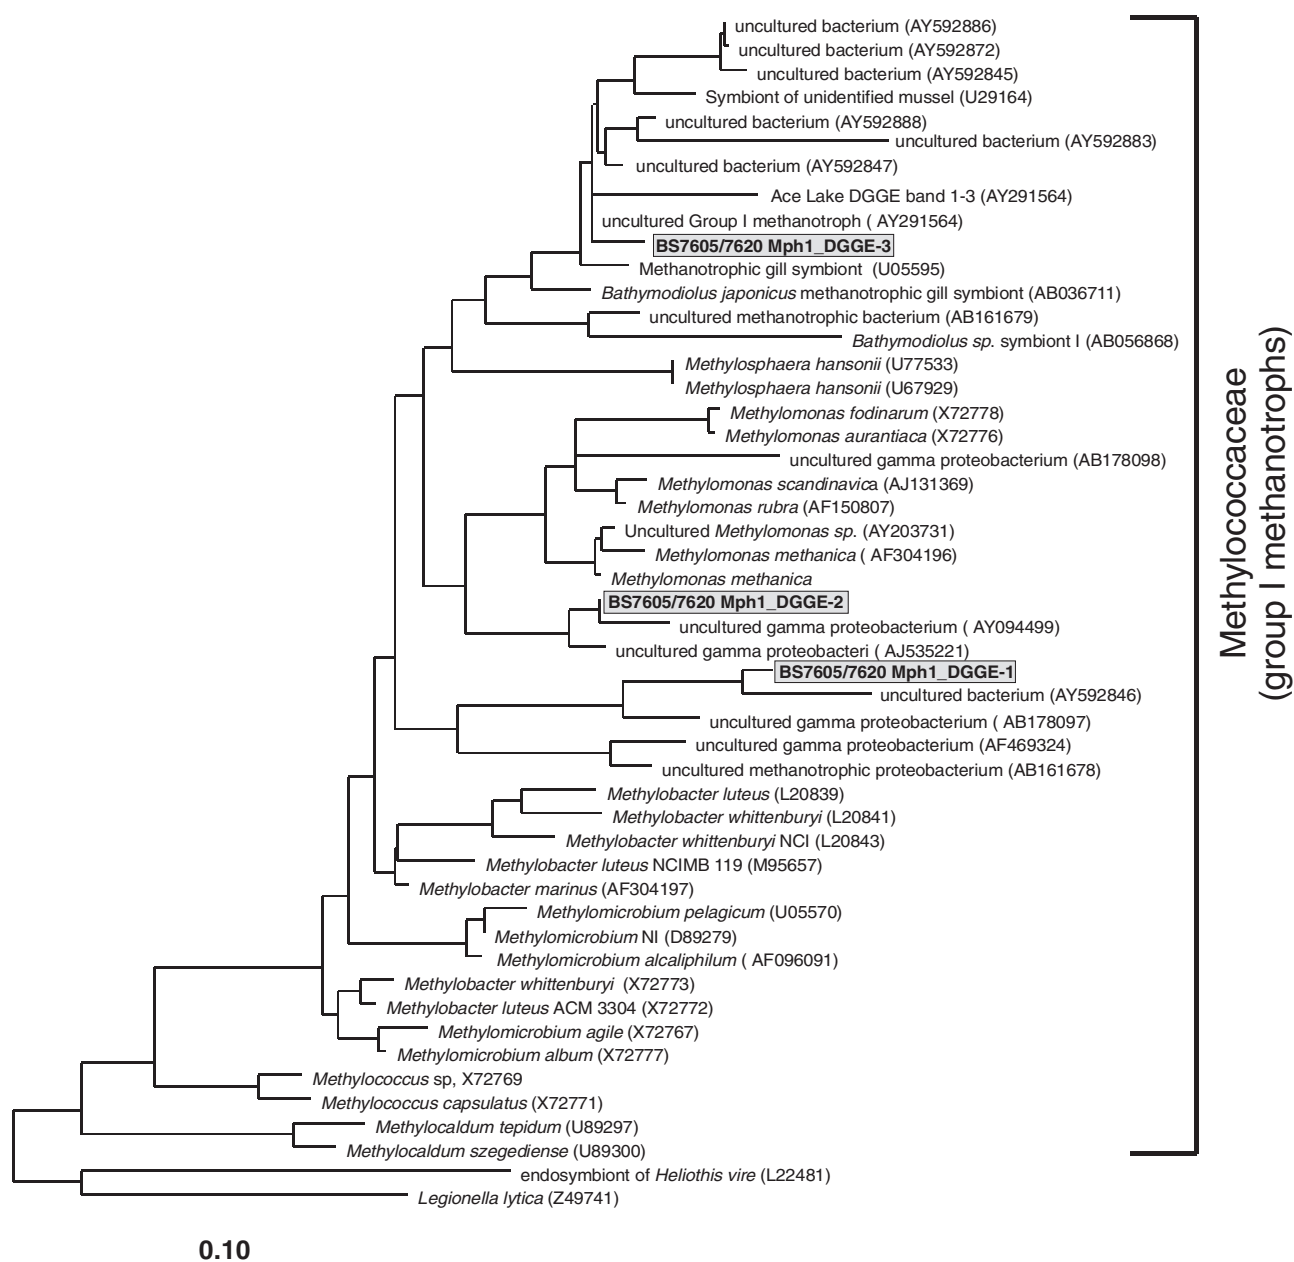 uncultured bacterium (AY592886)
uncultured bacterium (AY592872)
uncultured bacterium (AY592845)
Symbiont of unidentified mussel (U29164)
uncultured bacterium (AY592888)
uncultured bacterium (AY592883)
uncultured bacterium (AY592847)
Ace Lake DGGE band 1-3 (AY291564)
uncultured Group I methanotroph ( AY291564)
BS7605/7620 Mph1_DGGE-3
Methanotrophic gill symbiont (U05595)
Bathymodiolus japonicus methanotrophic gill symbiont (AB036711)
uncultured methanotrophic bacterium (AB161679)
Bathymodiolus sp. symbiont I (AB056868)
Methylosphaera hansonii (U77533)
Methylosphaera hansonii (U67929)
Methylomonas fodinarum (X72778)
Methylomonas aurantiaca (X72776)
uncultured gamma proteobacterium (AB178098)
Methylomonas scandinavica (AJ131369)
Methylomonas rubra (AF150807)
Uncultured Methylomonas sp. (AY203731)
Methylomonas methanica ( AF304196)
Methylomonas methanica
BS7605/7620 Mph1_DGGE-2
uncultured gamma proteobacterium ( AY094499)
uncultured gamma proteobacteri ( AJ535221)
BS7605/7620 Mph1_DGGE-1
uncultured bacterium (AY592846)
uncultured gamma proteobacterium ( AB178097)
uncultured gamma proteobacterium (AF469324)
uncultured methanotrophic proteobacterium (AB161678)
Methylobacter luteus (L20839)
Methylobacter whittenburyi (L20841)
Methylobacter whittenburyi NCI (L20843)
Methylobacter luteus NCIMB 119 (M95657)
Methylobacter marinus (AF304197)
Methylomicrobium pelagicum (U05570)
Methylomicrobium NI (D89279)
Methylomicrobium alcaliphilum ( AF096091)
Methylobacter whittenburyi (X72773)
Methylobacter luteus ACM 3304 (X72772)
Methylomicrobium agile (X72767)
Methylomicrobium album (X72777)
Methylococcus sp, X72769
Methylococcus capsulatus (X72771)
Methylocaldum tepidum (U89297)
Methylocaldum szegediense (U89300)
endosymbiont of Heliothis vire (L22481)
Legionella lytica (Z49741)
0.10
Methylococcaceae
(group I methanotrophs)